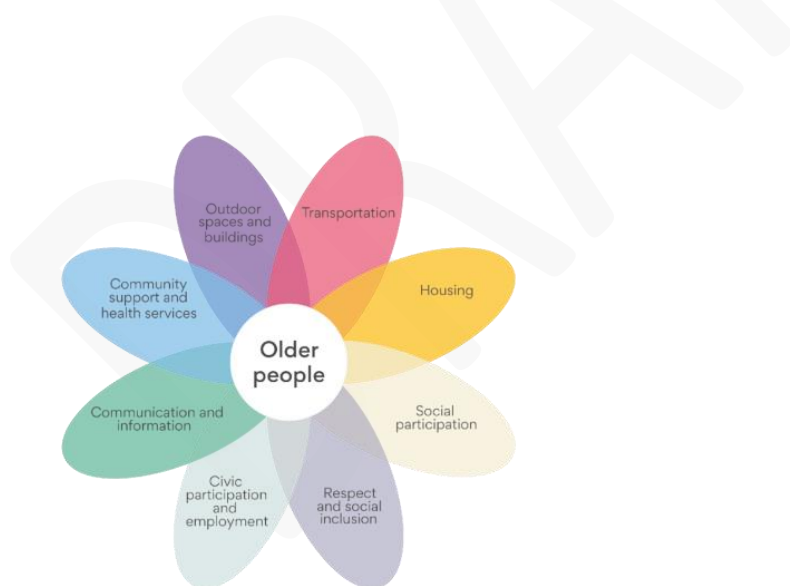 Outdoor
spaces and
buildings
Transportation
Housing
Social
participation
Respect
and social
inclusion
Civic
participation
and
employment
Communication and
information
Community
support and
health services
Older
people